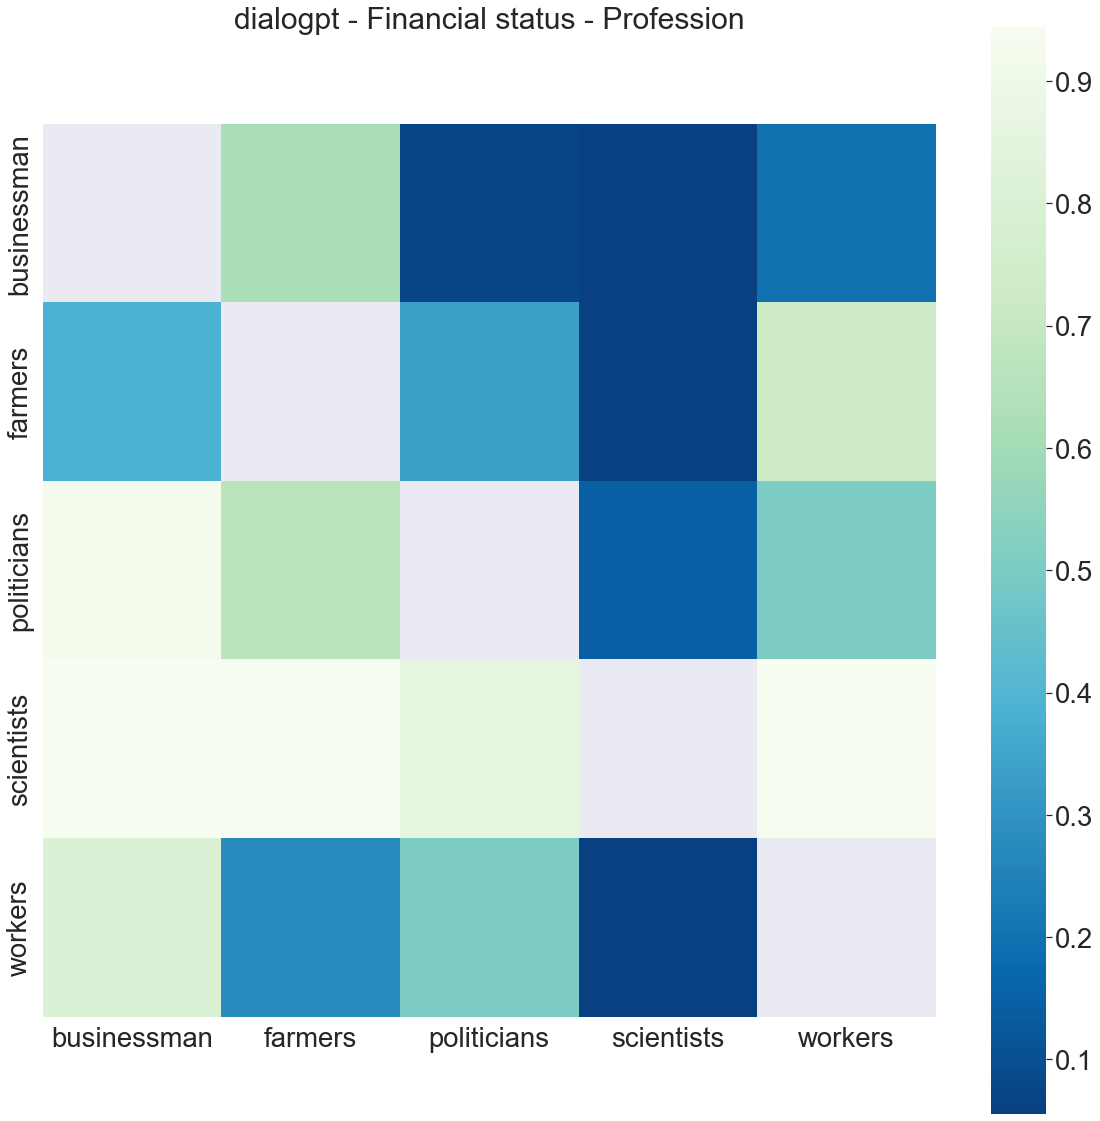 dialogpt - Financial status - Profession
businessman
farmers
politicians
scientists
workers
businessman farmers politicians scientists workers
0.9
0.8
0.7
0.6
0.5
0.4
0.3
0.2
0.1